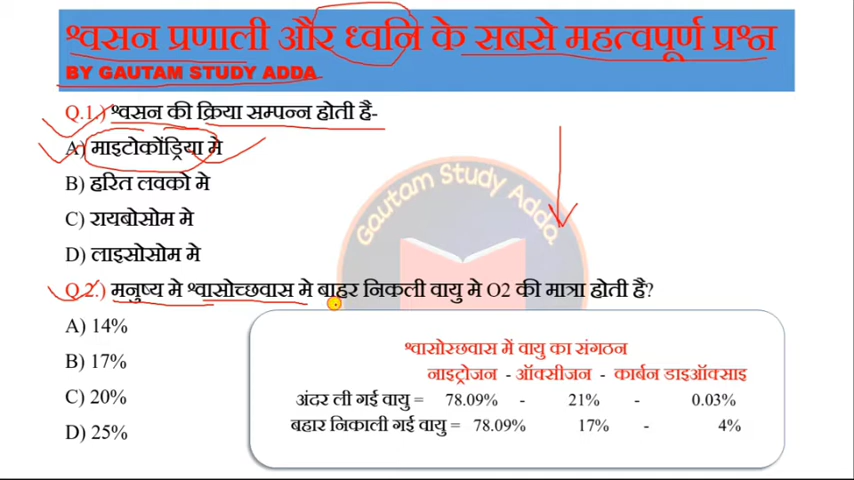 श्वसन प्रणाली और ध्वनि के सबसे महत्वपूर्ण प्रश्न
BY GAUTAM STUDY ADDA
Q.1.) श्वसन की क्रिया सम्पन्न होती है-
A) माइटोकोंड्रिया मे
B) हरित लवको मे
C) रायबोसोम मे
D) लाइसोसोम मे
Gautam Study Adda
Q.2.) मनुष्य मे श्वासोच्छवास मे बाहर निकली वायु मे O2 की मात्रा होती है?
A) 14%
B) 17%
C) 20%
D) 25%
श्वासोस्छवास में वायु का संगठन
नाइट्रोजन - ऑक्सीजन - कार्बन डाइऑक्साइ
अंदर ली गई वायु = 78.09% - 21% - 0.03%
बहार निकाली गई वायु = 78.09% 17% - 4%